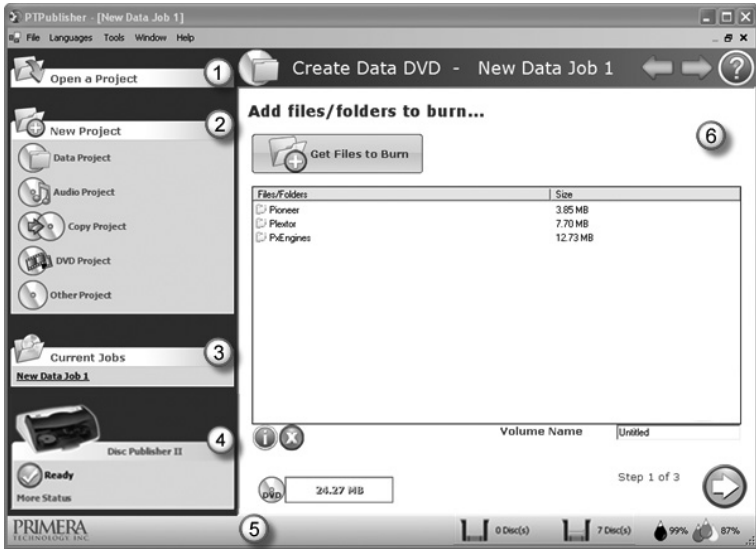 PTPublisher - [New Data Job 1]
File Languages Tools Window Help
Open a Project
1
Create Data DVD - New Data Job 1
?
New Project
2
Data Project
Audio Project
Copy Project
DVD Project
Other Project
Current Jobs
3
New Data Job 1
Disc Publisher II
4
Ready
More Status
Add files/folders to burn...
6
Get Files to Burn
Files/Folders Size
Pioneer 3.85 MB
Plextor 7.70 MB
PxEngines 12.73 MB
i X
Volume Name Untitled
DVD 24.27 MB
Step 1 of 3
PRIMERA
TECHNOLOGY, INC.
5
0 Disc(s) 7 Disc(s) 99% 87%